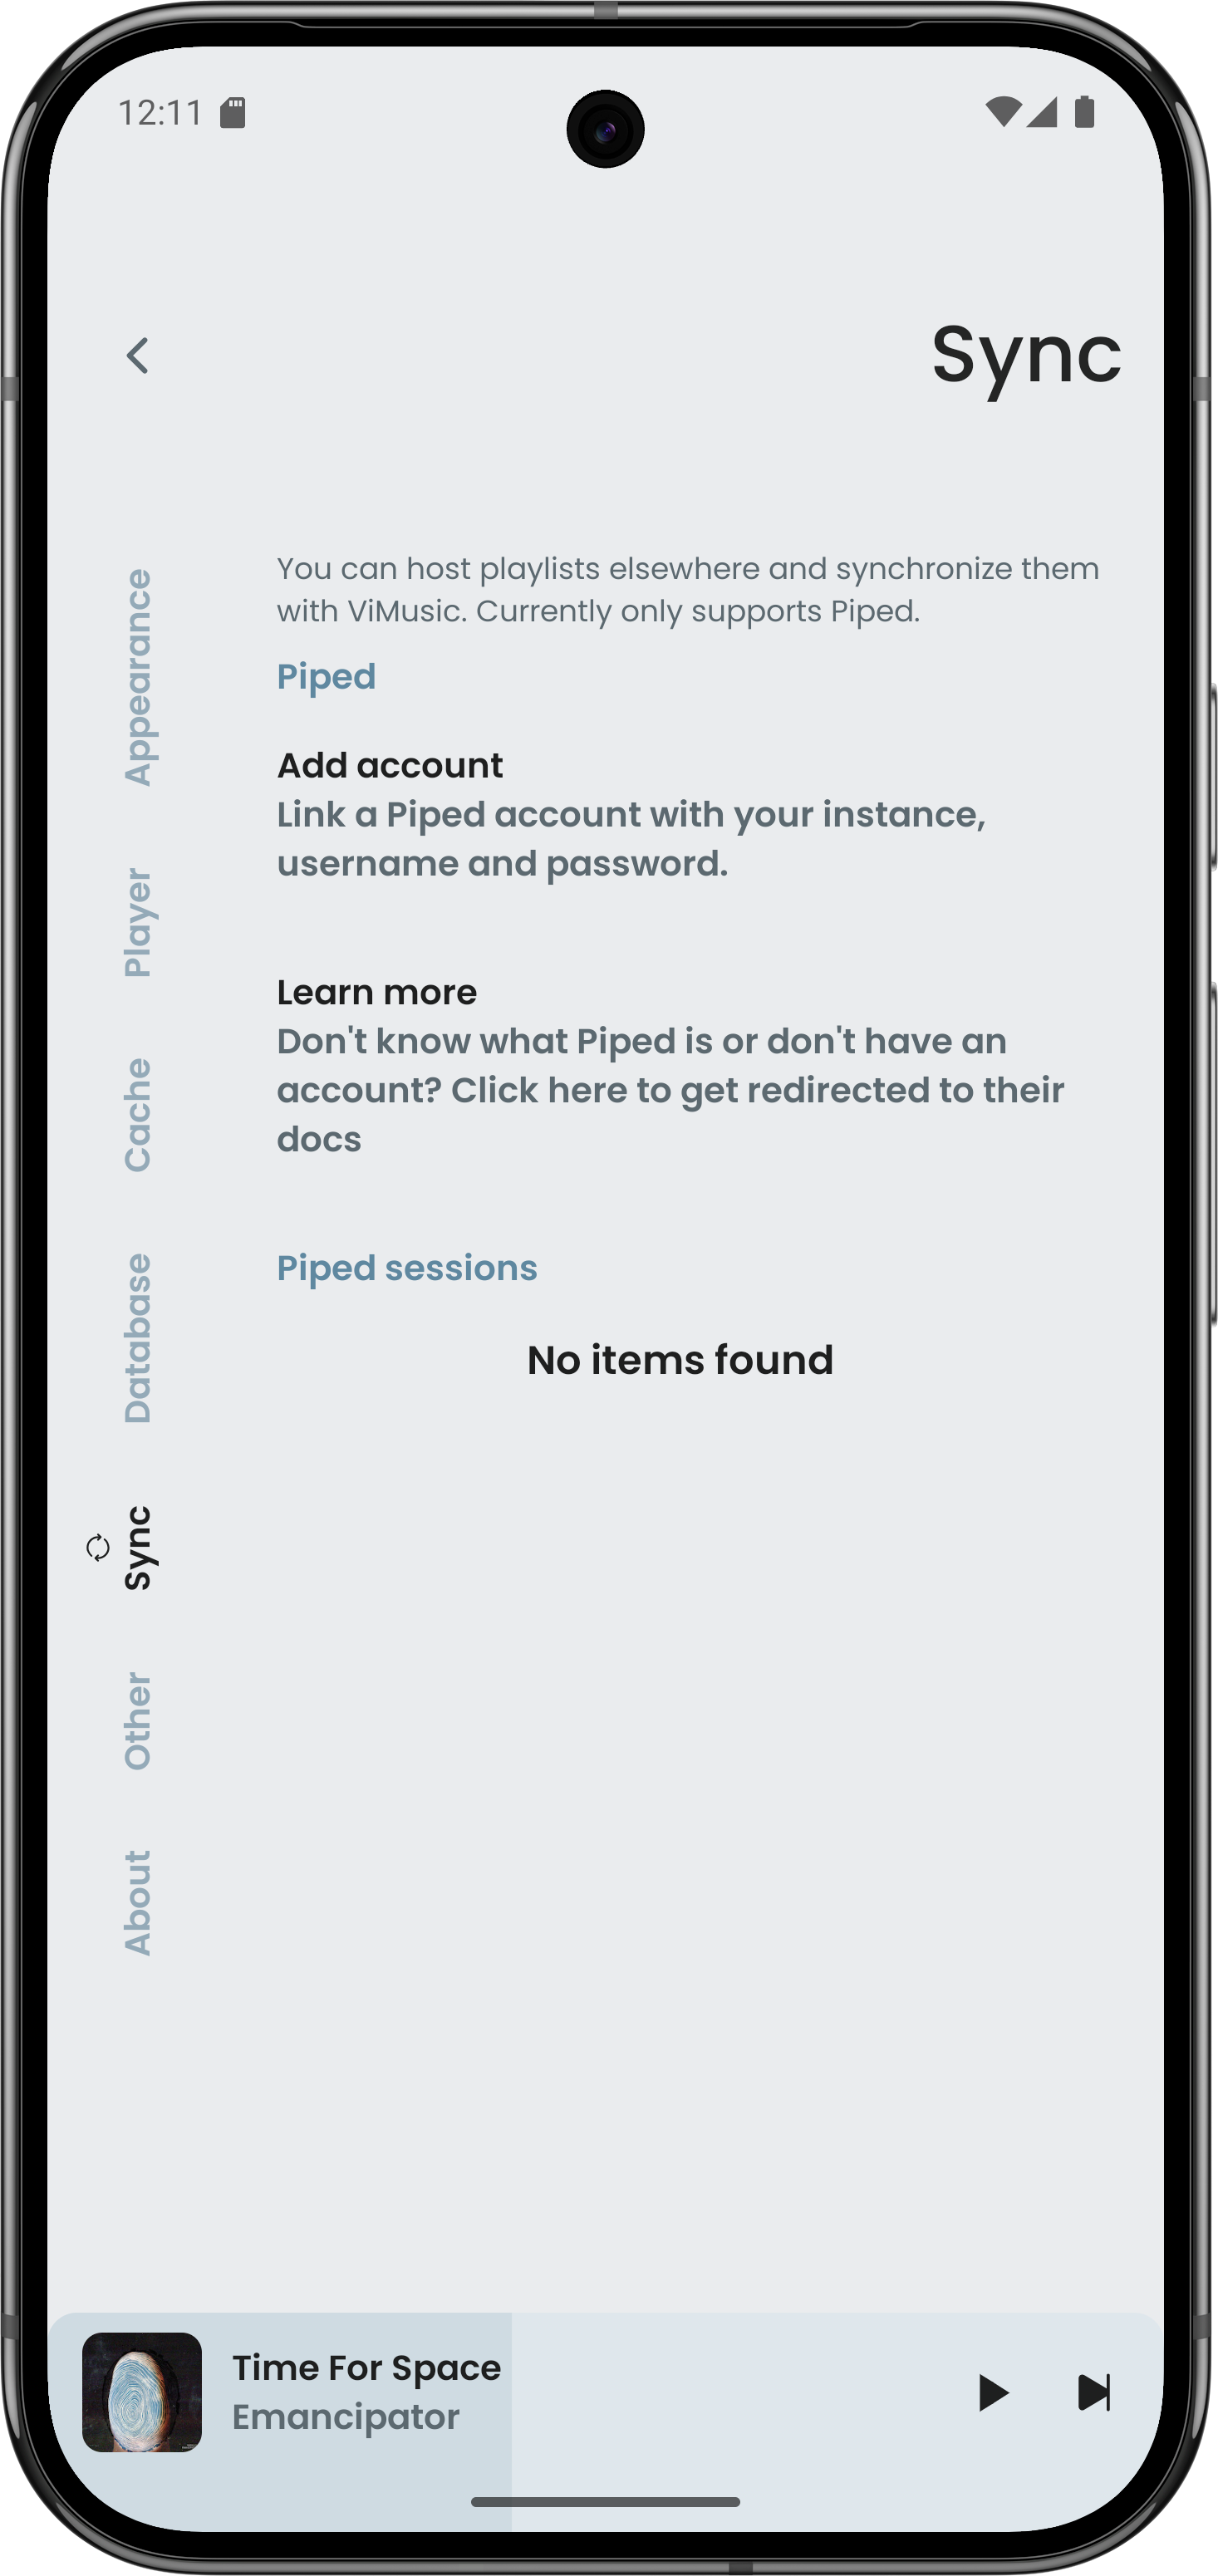 12:11
Sync
You can host playlists elsewhere and synchronize them
with ViMusic. Currently only supports Piped.
Piped
Add account
Link a Piped account with your instance,
username and password.
Learn more
Don't know what Piped is or don't have an
account? Click here to get redirected to their
docs
Piped sessions
No items found
Appearance
Player
Cache
Database
Sync
Other
About
Time For Space
Emancipator